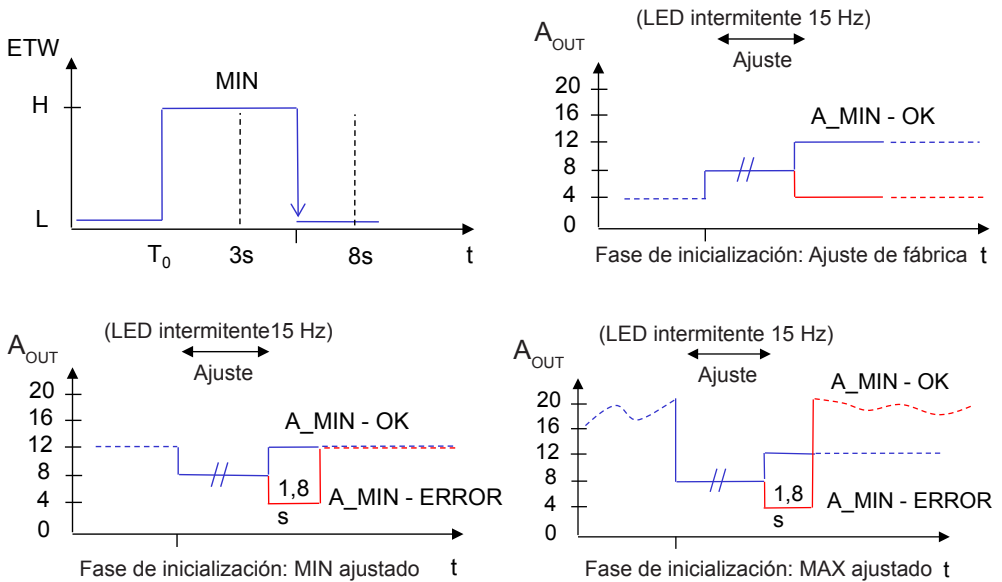 ETW
H
L
MIN
T0
3s
8s
t
(LED intermitente 15 Hz)
AOUT
Ajuste
20
16
12
8
4
0
A_MIN - OK
Fase de inicialización: Ajuste de fábrica t
(LED intermitente15 Hz)
AOUT
Ajuste
20
16
12
8
4
0
A_MIN - OK
1,8
s
A_MIN - ERROR
Fase de inicialización: MIN ajustado t
(LED intermitente 15 Hz)
AOUT
Ajuste
20
16
12
8
4
0
A_MIN - OK
1,8
s
A_MIN - ERROR
Fase de inicialización: MAX ajustado t